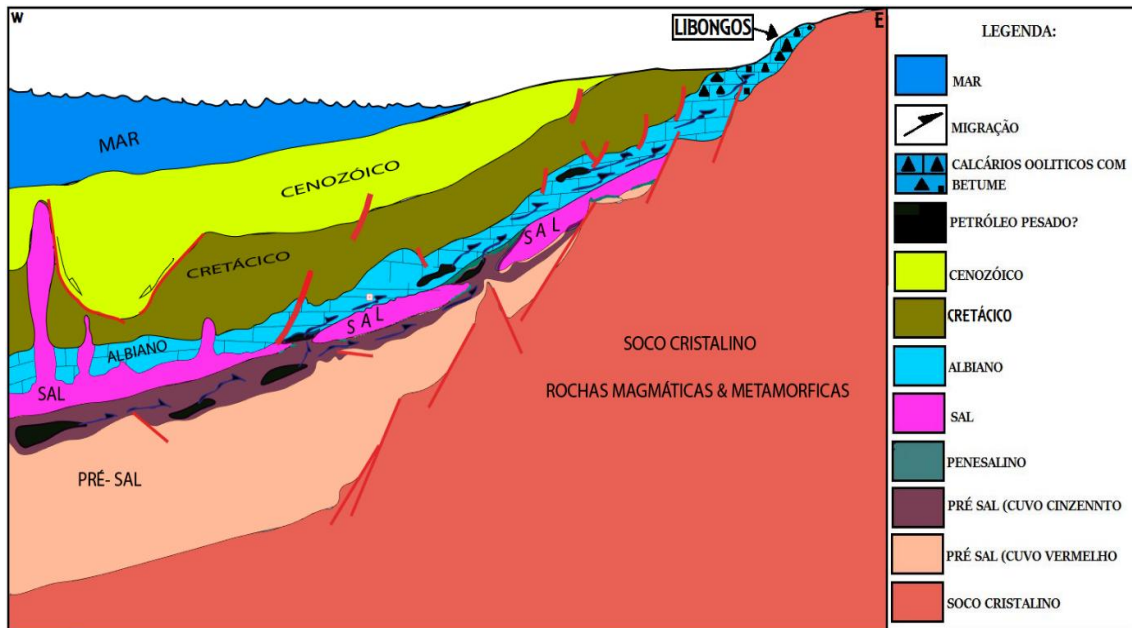 W
E
LIBONGOS
MAR
CENOZÓICO
CRETÁCICO
SAL
SAL
ALBIANO
SAL
PRÉ- SAL
SOCO CRISTALINO
ROCHAS MAGMÁTICAS & METAMORFICAS
LEGENDA:
MAR
MIGRAÇÃO
CALCÁRIOS OOLITICOS COM
BETUME
PETRÓLEO PESADO?
CENOZÓICO
CRETÁCICO
ALBIANO
SAL
PENESALINO
PRÉ SAL (CUVO CINZENNTO
PRÉ SAL (CUVO VERMELHO
SOCO CRISTALINO